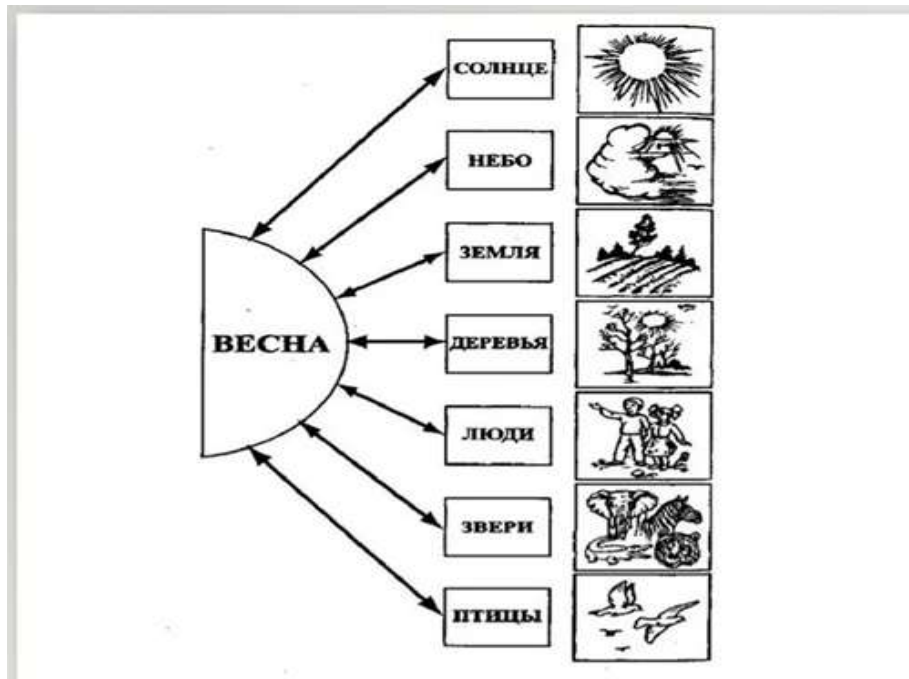 СОЛНЦЕ
НЕБО
ЗЕМЛЯ
ВЕСНА
ДЕРЕВЬЯ
ЛЮДИ
ЗВЕРИ
ПТИЦЫ